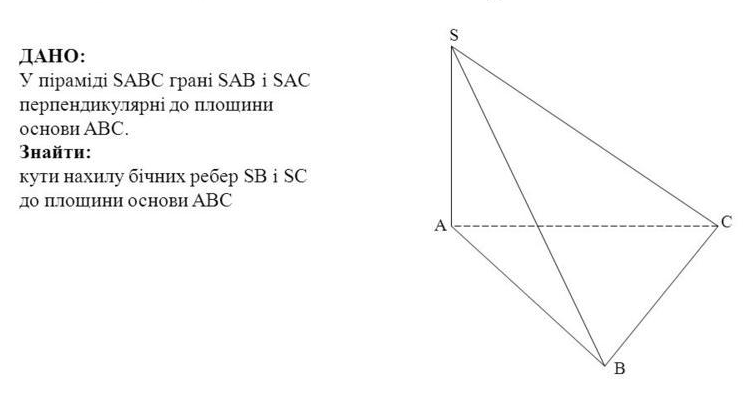 S
ДАНО:
У піраміді SABC грані SAB і SAC
перпендикулярні до площини
основи ABC.
Знайти:
кути нахилу бічних ребер SB і SC
до площини основи ABC
A
C
B